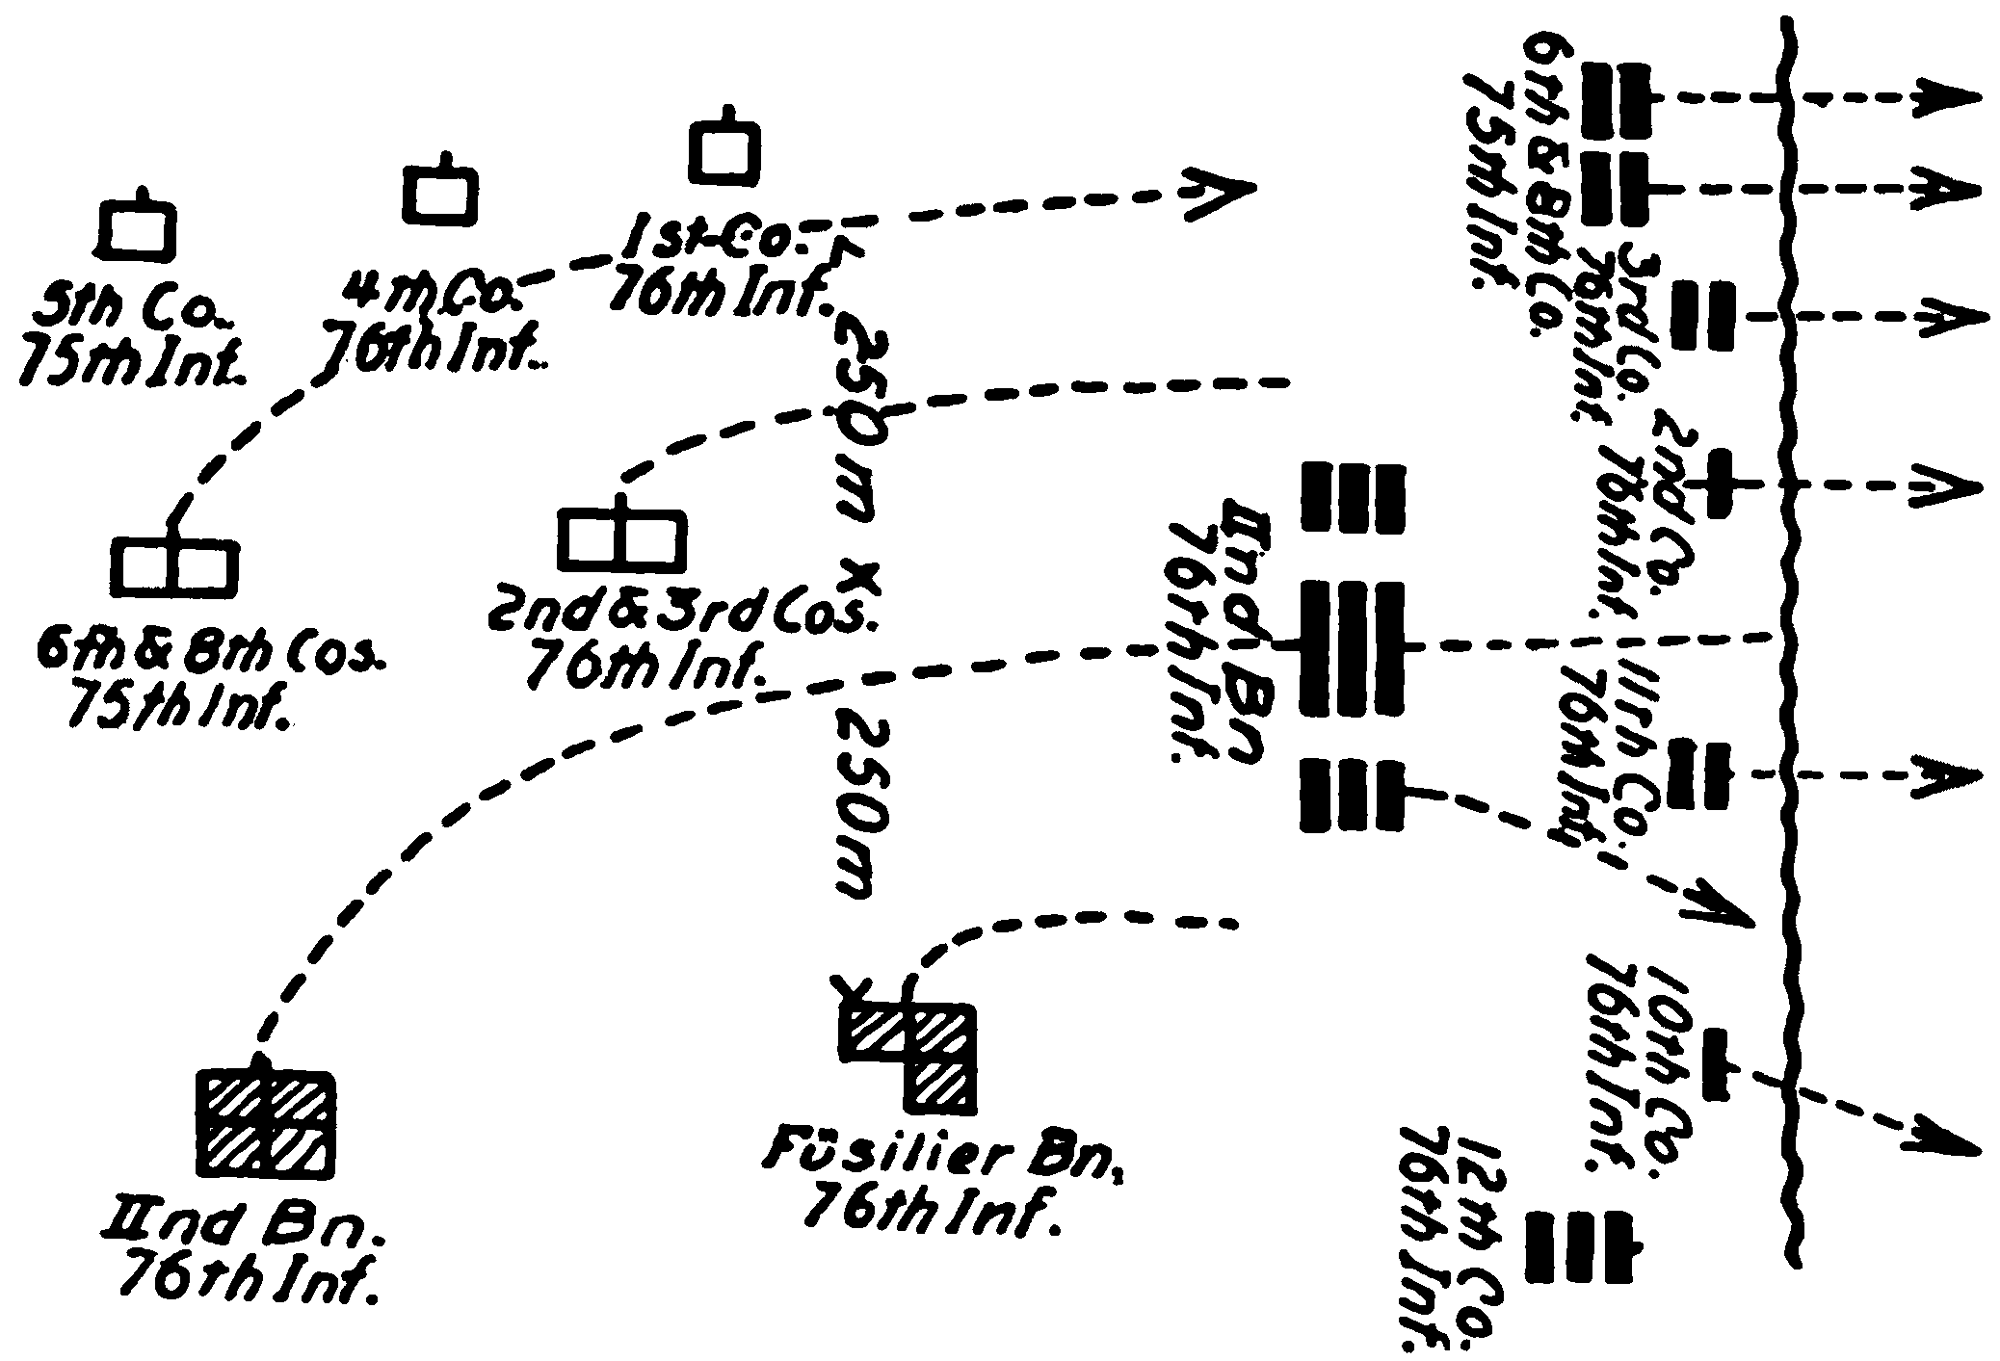 5th Co.
75th Inf.
4th Co.
76th Inf.
1st Co.
76th Inf.
6th & 8th Cos.
75th Inf.
2nd & 3rd Cos.
76th Inf.
250m x 250m
IInd Bn.
76th Inf.
Füsilier Bn,
76th Inf.
6th & 8th Co.
75th Inf.
3rd Co.
76th Inf.
2nd Co.
76th Inf.
IInd Bn
76th Inf.
11th Co.
76th Inf.
10th Co.
76th Inf.
12th Co.
76th Inf.